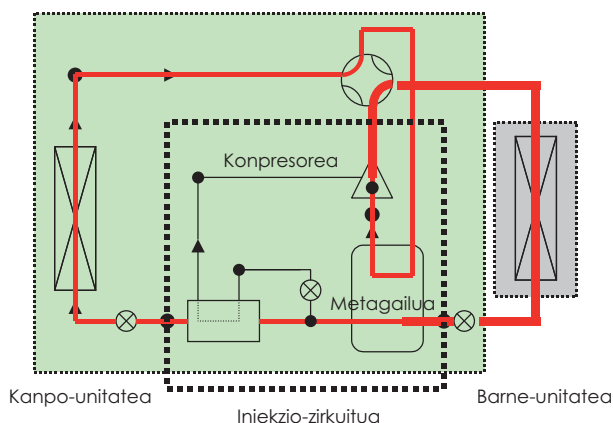 Konpresorea
Metagailua
Kanpo-unitatea
Barne-unitatea
Iniekzio-zirkuitua